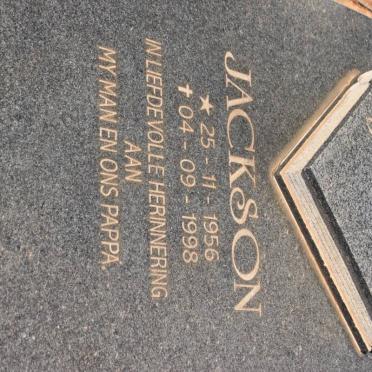 JACKSON
★ 25-11-1956
✝ 04-09-1998
IN LIEFDEVOLLE HERINNERING
AAN
MY MAN EN ONS PAPPA.